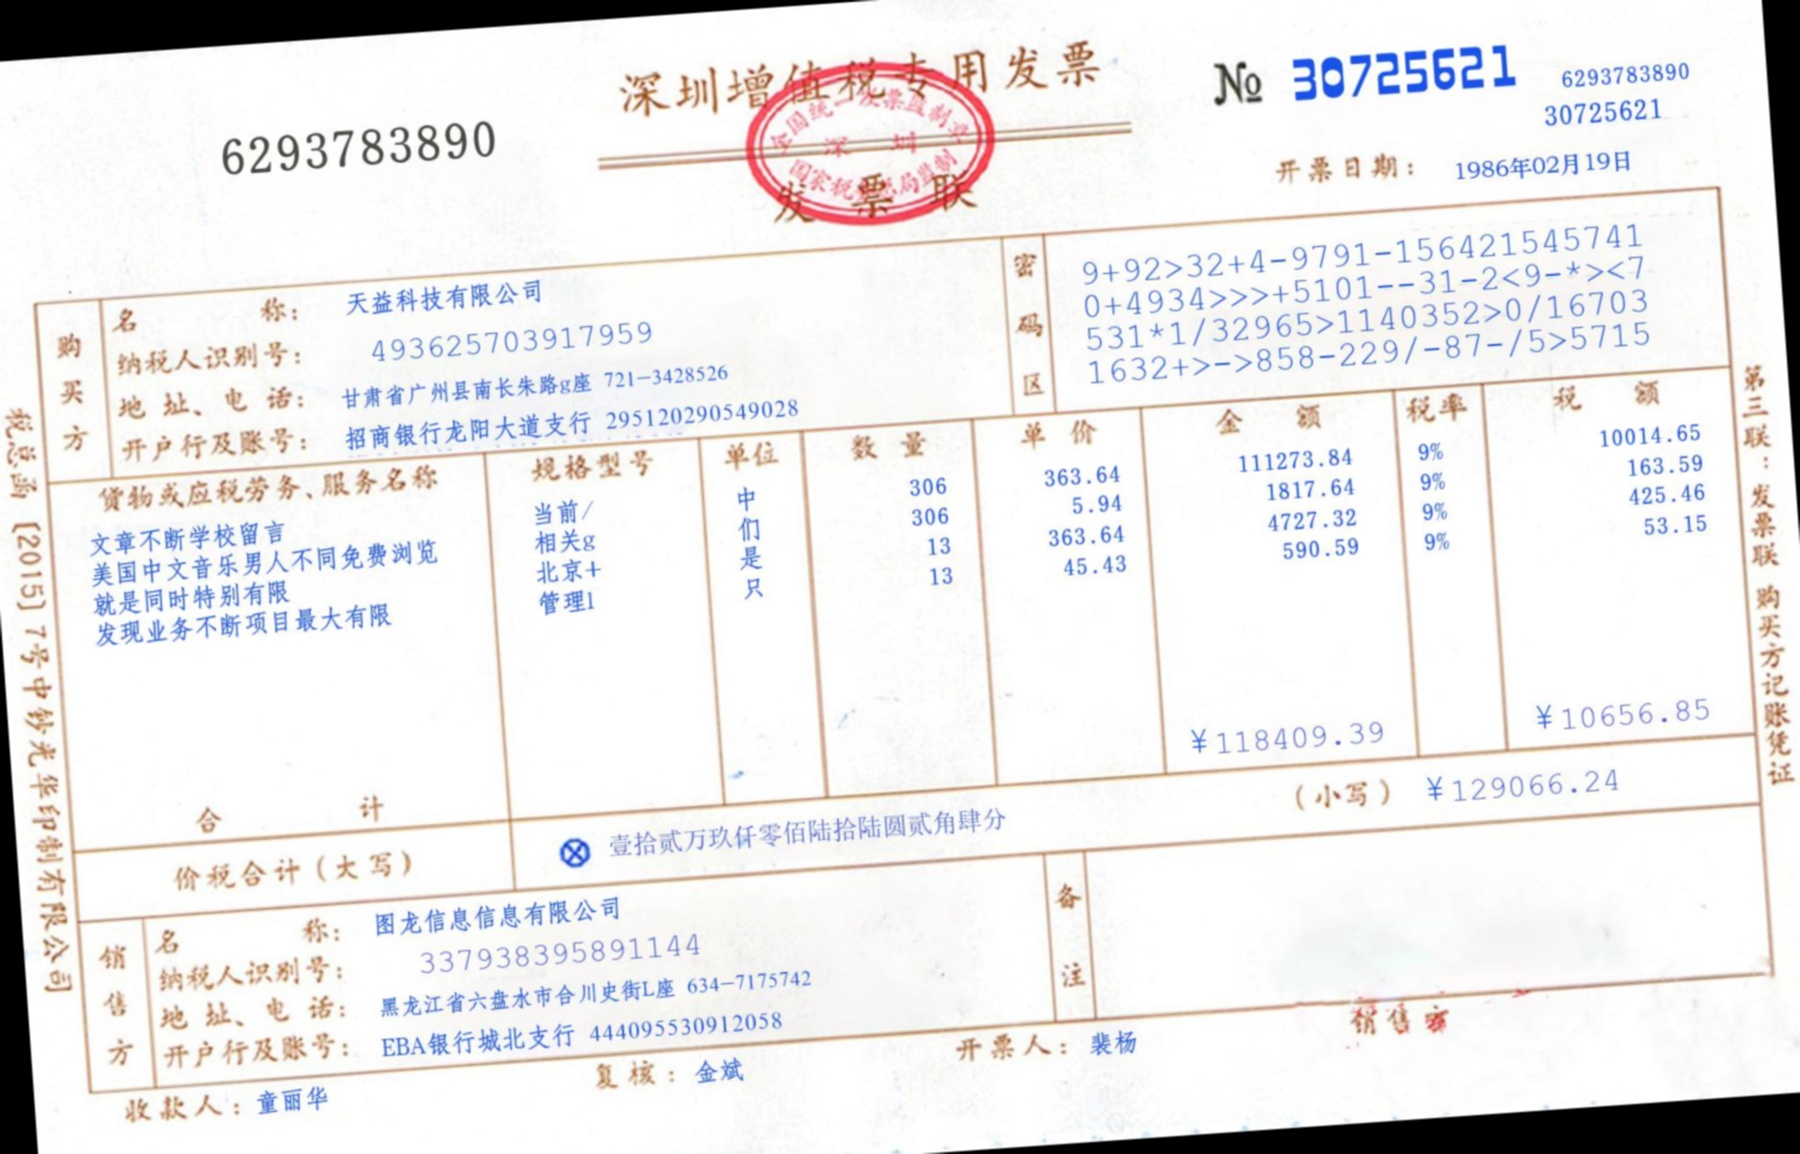 深圳增值税专用发票
发票联
全国统一发票监制章
深 圳
6293783890
№ 30725621
6293783890
30725621
开票日期： 1986年02月19日
购买方
名 称： 天益科技有限公司
纳税人识别号： 493625703917959
地 址、电 话： 甘肃省广州县南长朱路g座 721-3428526
开户行及账号： 招商银行龙阳大道支行 295120290549028
密码区
9+92>32+4-9791-156421545741
0+4934>>>+5101--31-2<9-*><7
531*1/32965>1140352>0/16703
1632+>->858-229/-87-/5>5715
货物或应税劳务、服务名称 规格型号 单位 数 量 单 价 金 额 税率 税 额
文章不断学校留言 当前/ 中 306 363.64 111273.84 9% 10014.65
美国中文音乐男人不同免费浏览 相关g 们 306 5.94 1817.64 9% 163.59
就是同时特别有限 北京+ 是 13 363.64 4727.32 9% 425.46
发现业务不断项目最大有限 管理l 只 13 45.43 590.59 9% 53.15
合 计 ¥118409.39 ¥10656.85
价税合计（大写） ⊗ 壹拾贰万玖仟零佰陆拾陆圆贰角肆分 （小写） ¥129066.24
销售方
名 称： 图龙信息信息有限公司
纳税人识别号： 337938395891144
地 址、电 话： 黑龙江省六盘水市合川史街L座 634-7175742
开户行及账号： EBA银行城北支行 444095530912058
备注
收款人：童丽华 复核：金斌 开票人：裴杨 销售
税总函［2015］7号中钞光华印制有限公司
第三联：发票联 购买方记账凭证